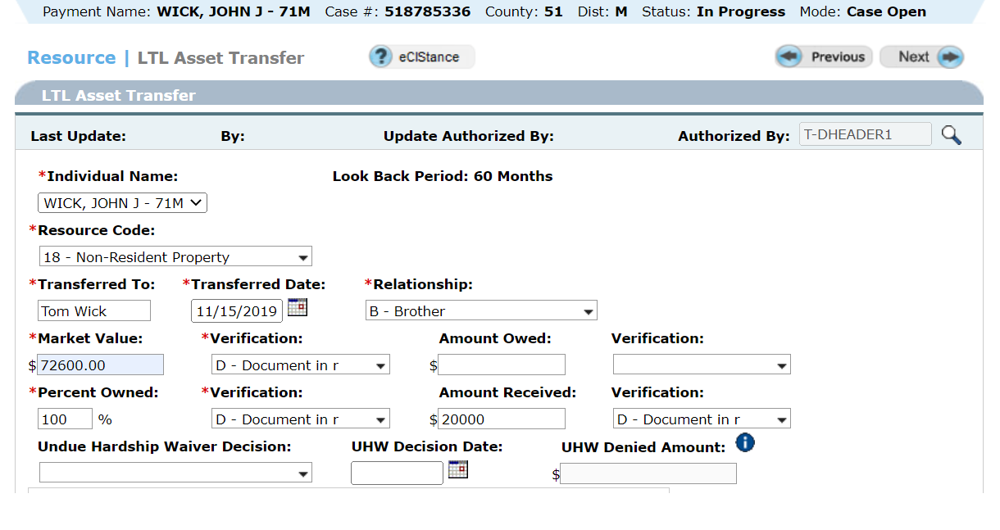 Payment Name: WICK, JOHN J - 71M Case #: 518785336 County: 51 Dist: M Status: In Progress Mode: Case Open
Resource | LTL Asset Transfer ? eCIStance Previous Next
LTL Asset Transfer
Last Update: By: Update Authorized By: Authorized By: T-DHEADER1
*Individual Name: Look Back Period: 60 Months
WICK, JOHN J - 71M
*Resource Code:
18 - Non-Resident Property
*Transferred To: *Transferred Date: *Relationship:
Tom Wick 11/15/2019 B - Brother
*Market Value: *Verification: Amount Owed: Verification:
$ 72600.00 D - Document in r $
*Percent Owned: *Verification: Amount Received: Verification:
100 % D - Document in r $ 20000 D - Document in r
Undue Hardship Waiver Decision: UHW Decision Date: UHW Denied Amount: i
$